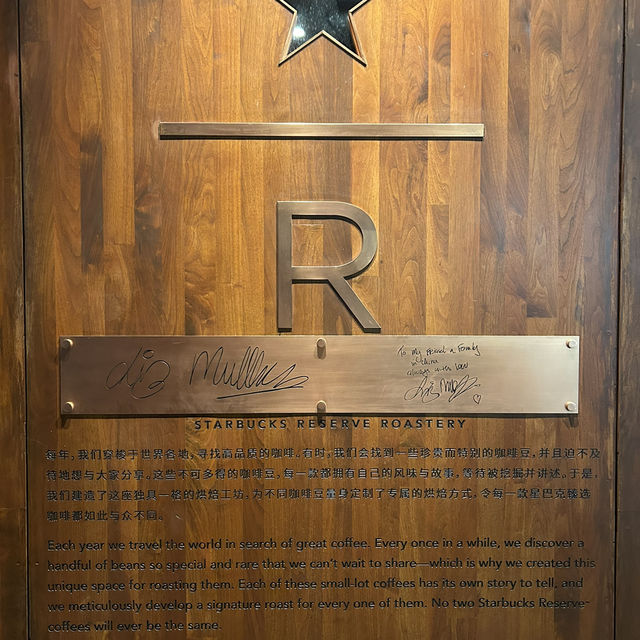 R
Liz Muller
To my friend & Family
in China
always with love
Liz Muller
STARBUCKS RESERVE ROASTERY
每年，我们穿梭于世界各地，寻找高品质的咖啡。有时，我们会找到一些珍贵而特别的咖啡豆，并且迫不及
待地想与大家分享。这些不可多得的咖啡豆，每一款都拥有自己的风味与故事，等待被挖掘并讲述。于是，
我们建造了这座独具一格的烘焙工坊，为不同咖啡豆量身定制了专属的烘焙方式，令每一款星巴克臻选
咖啡都如此与众不同。
Each year we travel the world in search of great coffee. Every once in a while, we discover a
handful of beans so special and rare that we can't wait to share—which is why we created this
unique space for roasting them. Each of these small-lot coffees has its own story to tell, and
we meticulously develop a signature roast for every one of them. No two Starbucks Reserve
coffees will ever be the same.